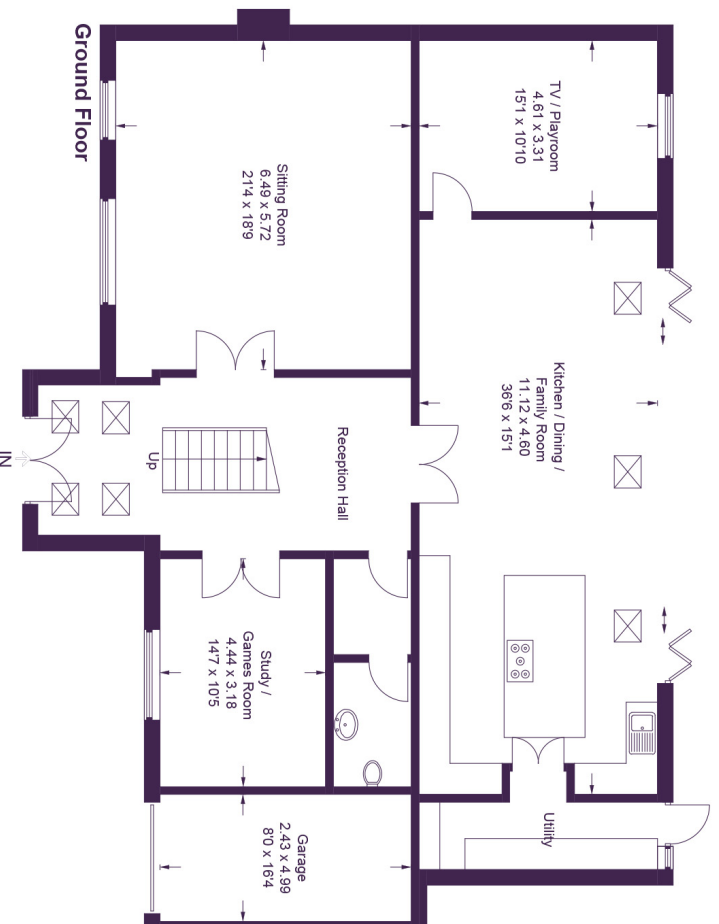 Ground Floor
TV / Playroom
4.61 x 3.31
15'1 x 10'10
Sitting Room
6.49 x 5.72
21'4 x 18'9
Kitchen / Dining /
Family Room
11.12 x 4.60
36'6 x 15'1
Reception Hall
Up
IN
Study /
Games Room
4.44 x 3.18
14'7 x 10'5
Utility
Garage
2.43 x 4.99
8'0 x 16'4